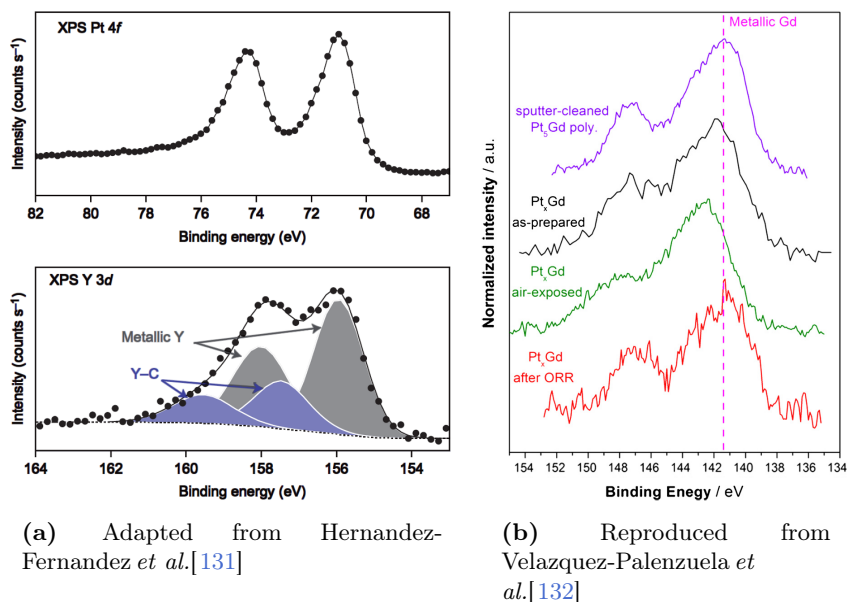 XPS Pt 4f
Intensity (counts s⁻¹)
82 80 78 76 74 72 70 68
Binding energy (eV)
XPS Y 3d
Metallic Y
Y–C
Intensity (counts s⁻¹)
164 162 160 158 156 154
Binding energy (eV)
(a) Adapted from Hernandez-
Fernandez et al.[131]
Metallic Gd
sputter-cleaned
Pt₅Gd poly.
PtₓGd
as-prepared
PtₓGd
air-exposed
PtₓGd
after ORR
Normalized intensity / a.u.
154 152 150 148 146 144 142 140 138 136 134
Binding Enegy / eV
(b) Reproduced from
Velazquez-Palenzuela et
al.[132]